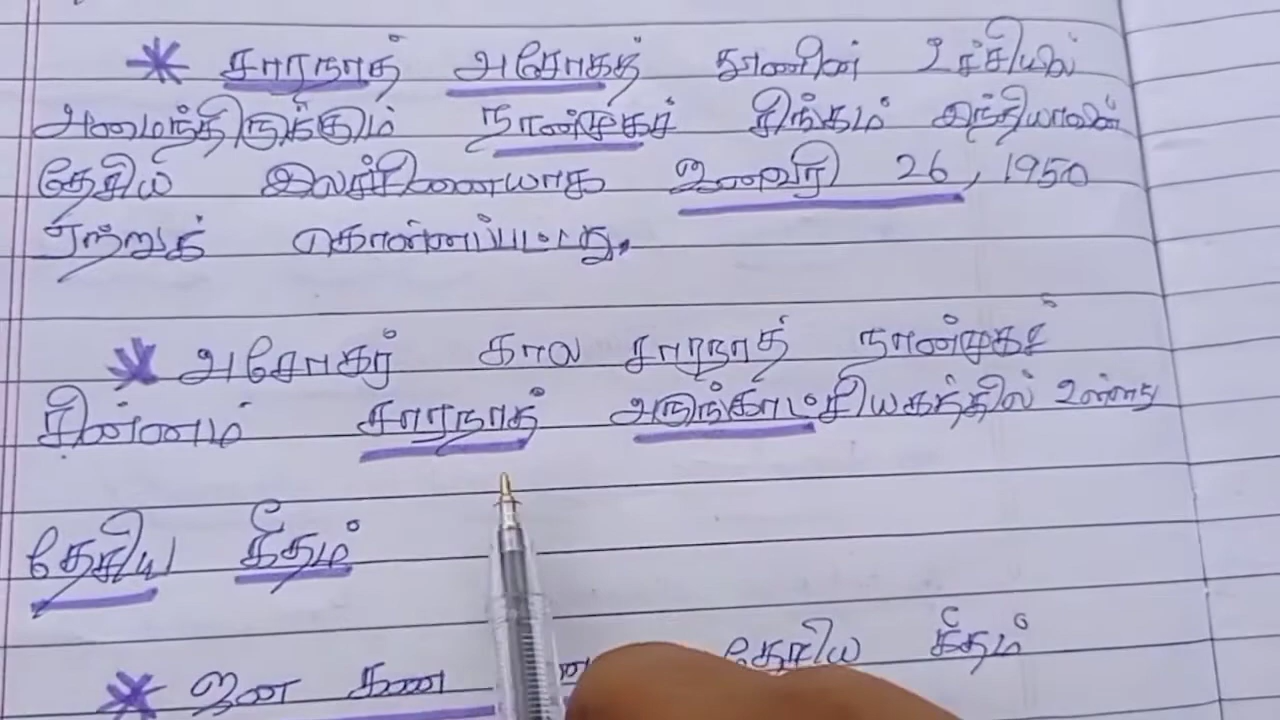 * சாரநாத் அசோகத் தூணின் உச்சியில்
அமைந்திருக்கும் நான்முகச் சிங்கம் இந்தியாவின்
தேசிய இலச்சினையாக ஜனவரி 26, 1950
ஏற்றுக் கொள்ளப்பட்டது.
* அசோகர் கால சாரநாத் நான்முகச்
சின்னம் சாரநாத் அருங்காட்சியகத்தில் உள்ளது
தேசிய கீதம்
* ஜன கண தேசிய கீதம்